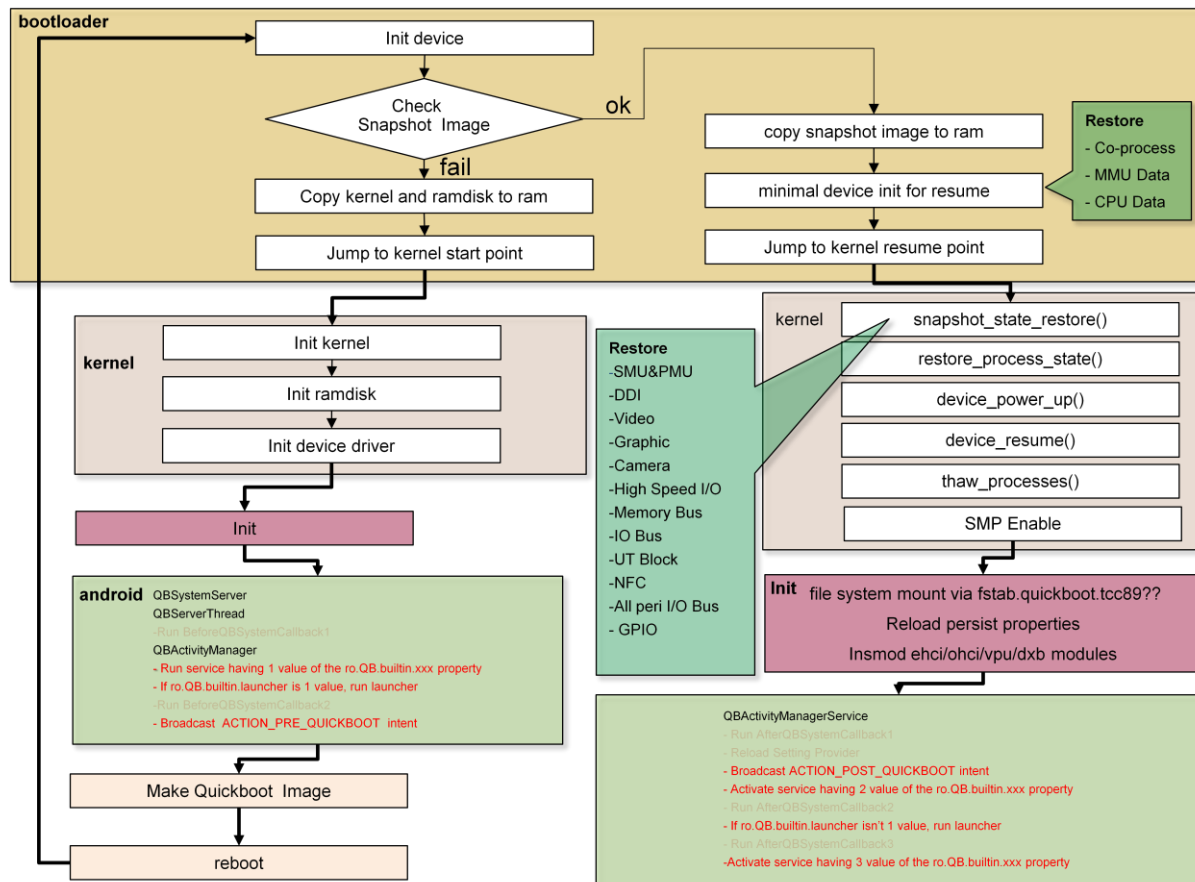 bootloader
Init device
Check
Snapshot Image
ok
fail
Copy kernel and ramdisk to ram
Jump to kernel start point
copy snapshot image to ram
minimal device init for resume
Jump to kernel resume point
Restore
- Co-process
- MMU Data
- CPU Data
kernel
Init kernel
Init ramdisk
Init device driver
Init
android
QBSystemServer
QBServerThread
-Run BeforeQBSystemCallback1
QBActivityManager
- Run service having 1 value of the ro.QB.builtin.xxx property
- If ro.QB.builtin.launcher is 1 value, run launcher
-Run BeforeQBSystemCallback2
- Broadcast ACTION_PRE_QUICKBOOT intent
Make Quickboot Image
reboot
Restore
-SMU&PMU
-DDI
-Video
-Graphic
-Camera
-High Speed I/O
-Memory Bus
-IO Bus
-UT Block
-NFC
-All peri I/O Bus
- GPIO
kernel
snapshot_state_restore()
restore_process_state()
device_power_up()
device_resume()
thaw_processes()
SMP Enable
Init
file system mount via fstab.quickboot.tcc89??
Reload persist properties
Insmod ehci/ohci/vpu/dxb modules
QBActivityManagerService
- Run AfterQBSystemCallback1
- Reload Setting Provider
- Broadcast ACTION_POST_QUICKBOOT intent
- Activate service having 2 value of the ro.QB.builtin.xxx property
- Run AfterQBSystemCallback2
- If ro.QB.builtin.launcher isn't 1 value, run launcher
- Run AfterQBSystemCallback3
-Activate service having 3 value of the ro.QB.builtin.xxx property